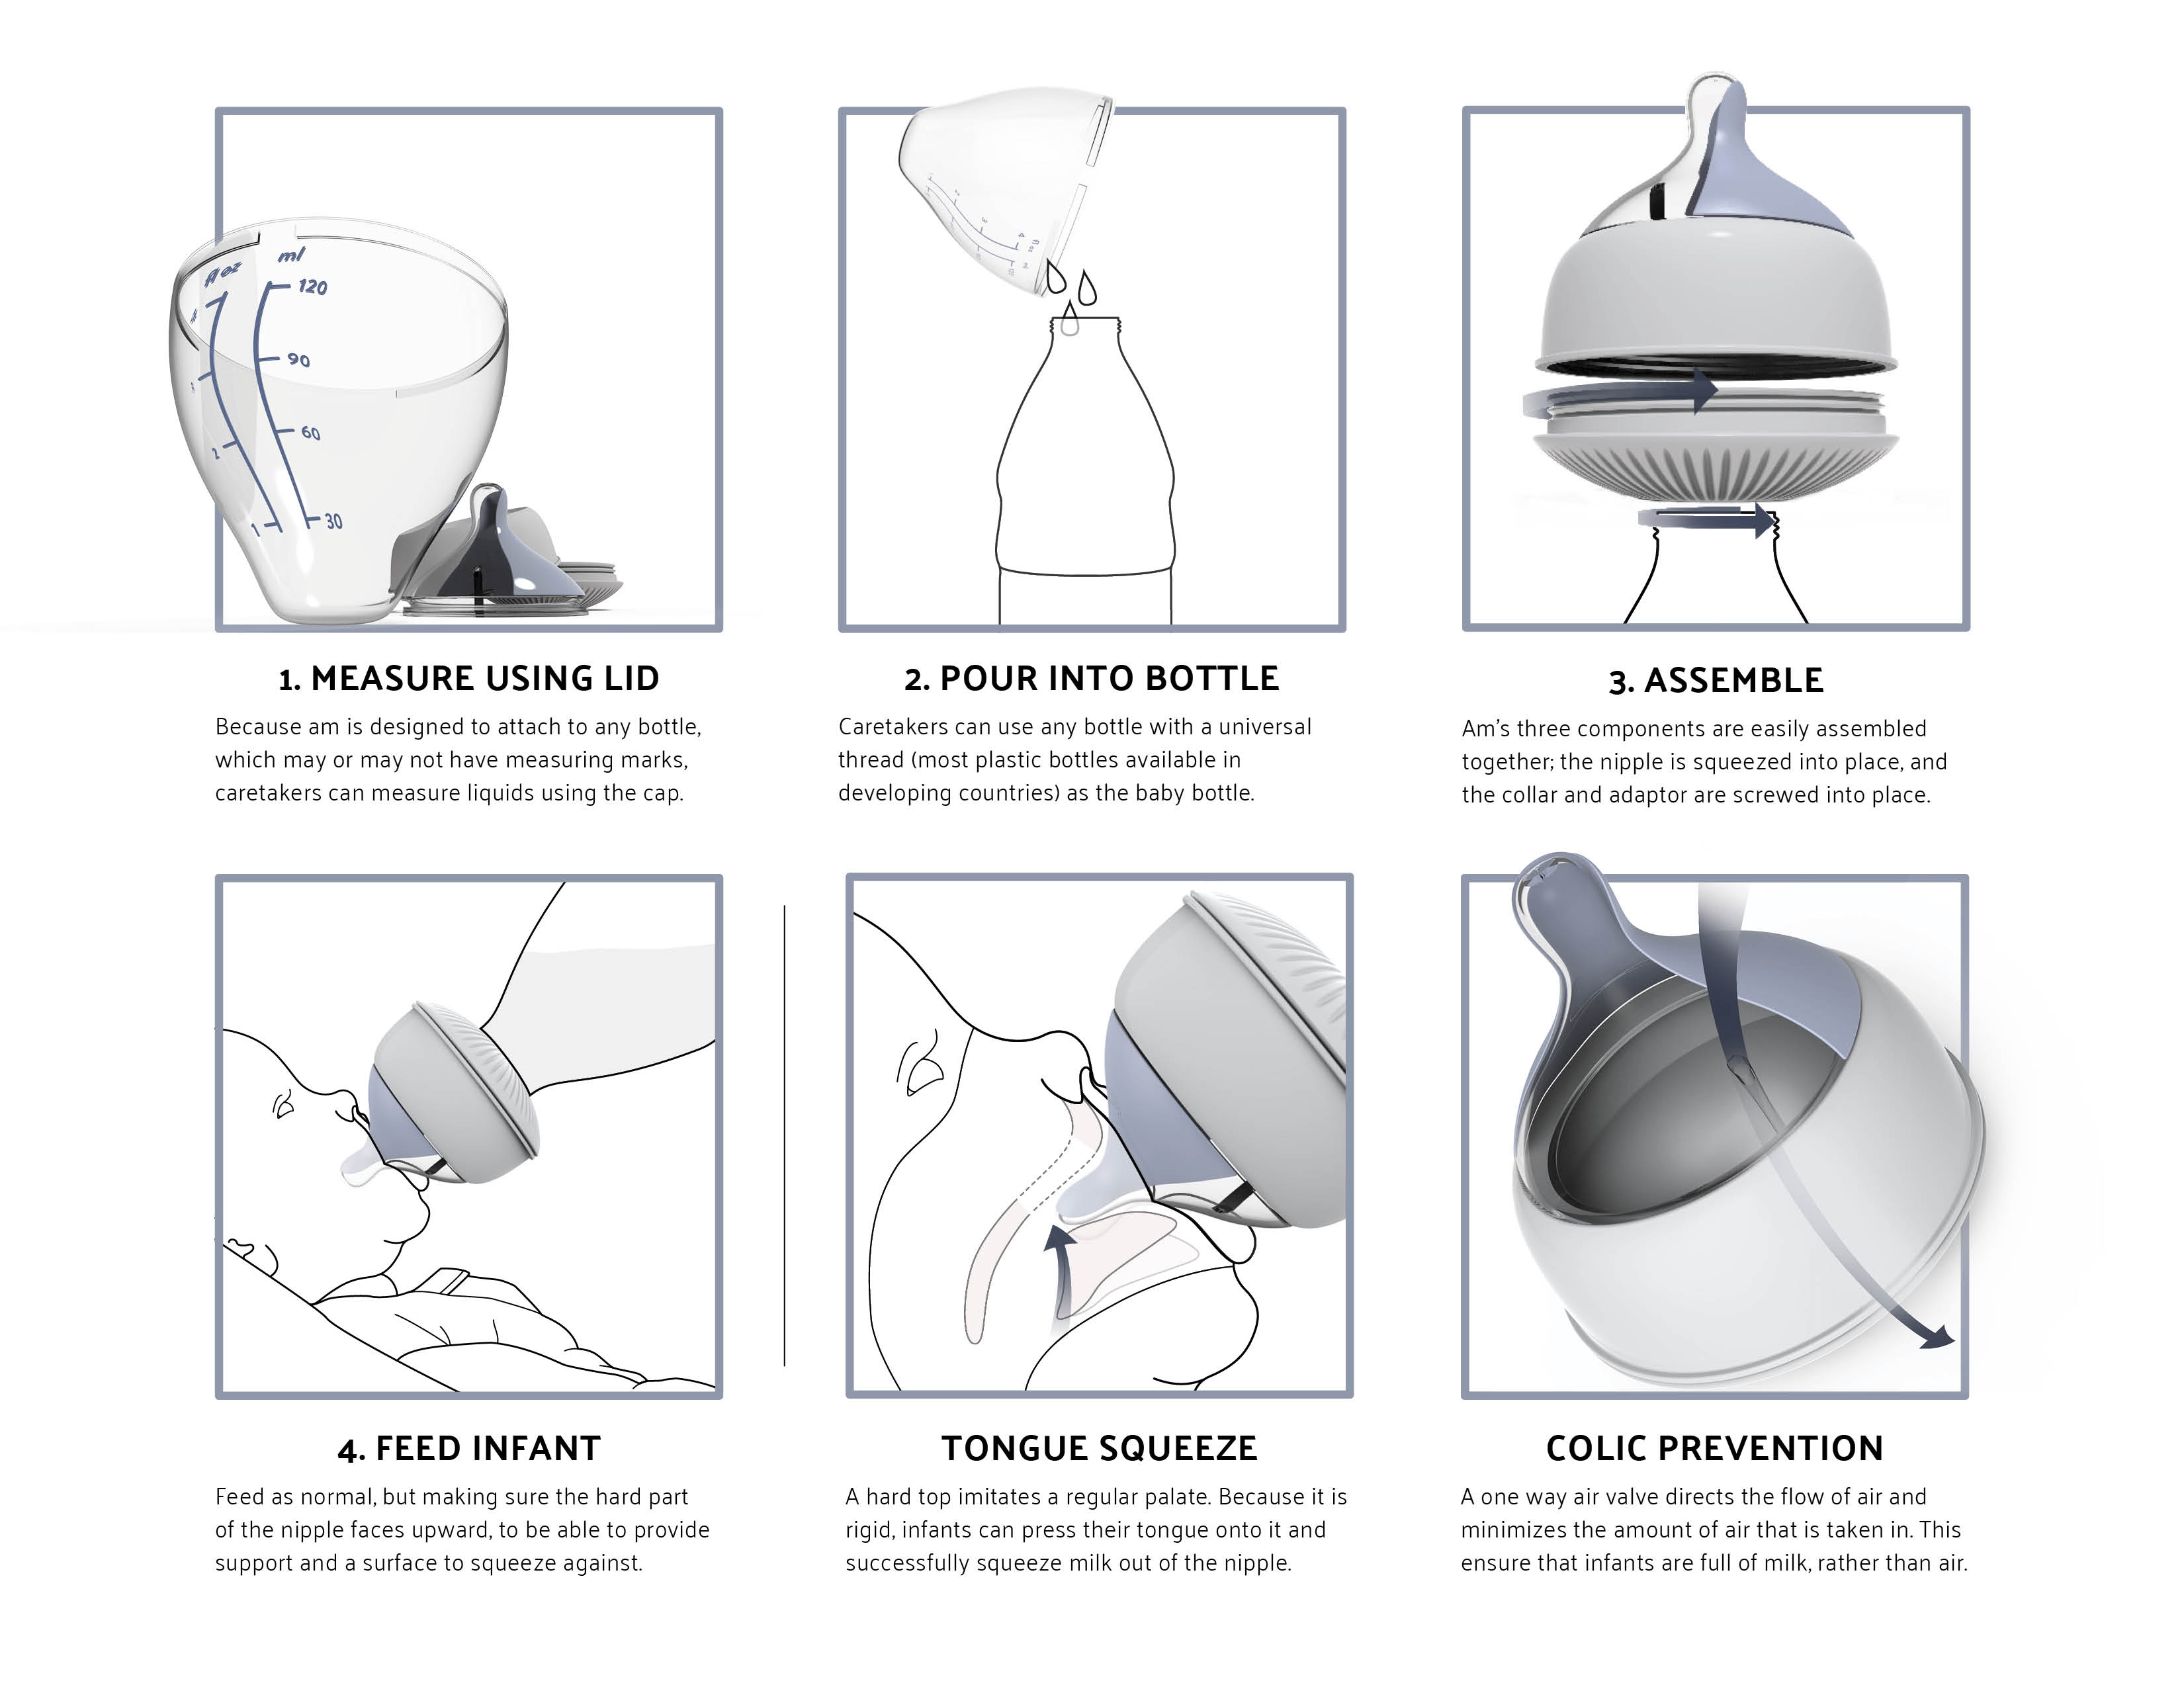 fl oz
ml
4
120
3
90
2
60
1
30
1. MEASURE USING LID
Because am is designed to attach to any bottle,
which may or may not have measuring marks,
caretakers can measure liquids using the cap.
2. POUR INTO BOTTLE
Caretakers can use any bottle with a universal
thread (most plastic bottles available in
developing countries) as the baby bottle.
3. ASSEMBLE
Am's three components are easily assembled
together; the nipple is squeezed into place, and
the collar and adaptor are screwed into place.
4. FEED INFANT
Feed as normal, but making sure the hard part
of the nipple faces upward, to be able to provide
support and a surface to squeeze against.
TONGUE SQUEEZE
A hard top imitates a regular palate. Because it is
rigid, infants can press their tongue onto it and
successfully squeeze milk out of the nipple.
COLIC PREVENTION
A one way air valve directs the flow of air and
minimizes the amount of air that is taken in. This
ensure that infants are full of milk, rather than air.